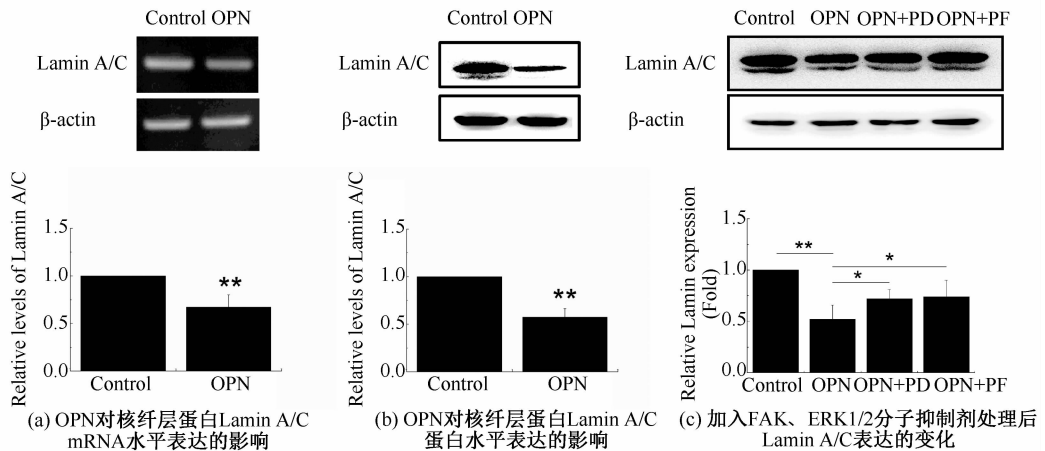 Control OPN
Lamin A/C
β-actin
Relative levels of Lamin A/C
1.5
1.0
0.5
0.0
**
Control
OPN
(a) OPN对核纤层蛋白Lamin A/C
mRNA水平表达的影响
Control OPN
Lamin A/C
β-actin
Relative levels of Lamin A/C
1.5
1.0
0.5
0.0
**
Control
OPN
(b) OPN对核纤层蛋白Lamin A/C
蛋白水平表达的影响
Control OPN OPN+PD OPN+PF
Lamin A/C
β-actin
Relative Lamin expression
(Fold)
1.5
1.0
0.5
0.0
**
*
*
Control OPN OPN+PD OPN+PF
(c) 加入FAK、ERK1/2分子抑制剂处理后
Lamin A/C表达的变化